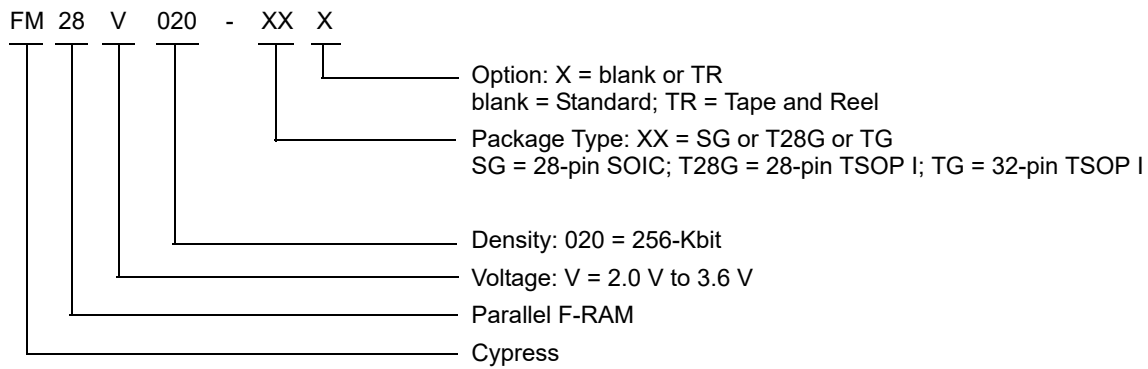 FM 28 V 020 - XX X
Option: X = blank or TR
blank = Standard; TR = Tape and Reel
Package Type: XX = SG or T28G or TG
SG = 28-pin SOIC; T28G = 28-pin TSOP I; TG = 32-pin TSOP I
Density: 020 = 256-Kbit
Voltage: V = 2.0 V to 3.6 V
Parallel F-RAM
Cypress